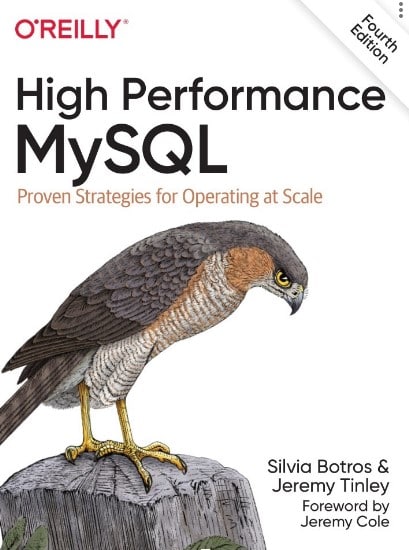 O'REILLY®
Fourth
Edition
High Performance
MySQL
Proven Strategies for Operating at Scale
Silvia Botros &
Jeremy Tinley
Foreword by
Jeremy Cole